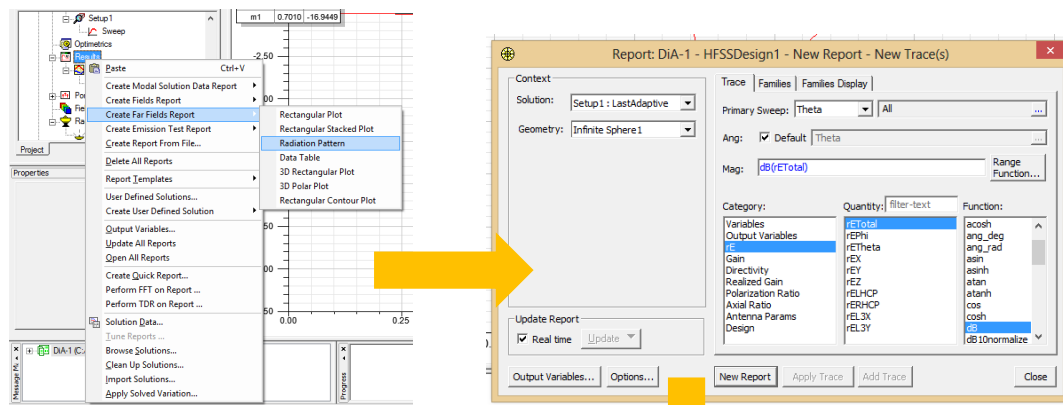 Setup1
Sweep
Optimetrics
Results
Por
Fie
Ra
Project
Properties
m1 0.7010 -16.9449
-2.50
Paste Ctrl+V
Create Modal Solution Data Report
Create Fields Report
Create Far Fields Report
Create Emission Test Report
Create Report From File...
Delete All Reports
Report Templates
User Defined Solutions...
Create User Defined Solution
Output Variables...
Update All Reports
Open All Reports
Create Quick Report...
Perform FFT on Report ...
Perform TDR on Report ...
Solution Data...
Tune Reports ...
Browse Solutions...
Clean Up Solutions...
Import Solutions...
Apply Solved Variation...
Rectangular Plot
Rectangular Stacked Plot
Radiation Pattern
Data Table
3D Rectangular Plot
3D Polar Plot
Rectangular Contour Plot
00
50
00
50
0.00 0.25
DiA-1 (C:
Message M
Progress
Report: DiA-1 - HFSSDesign1 - New Report - New Trace(s)
Context
Solution: Setup1 : LastAdaptive
Geometry: Infinite Sphere1
Update Report
Real time Update
Output Variables... Options...
Trace Families Families Display
Primary Sweep: Theta All ...
Ang: Default Theta ...
Mag: dB(rETotal) Range Function...
Category: Quantity: filter-text Function:
Variables rETotal acosh
Output Variables rEPhi ang_deg
rE rETheta ang_rad
Gain rEX asin
Directivity rEY asinh
Realized Gain rEZ atan
Polarization Ratio rELHCP atanh
Axial Ratio rERHCP cos
Antenna Params rEL3X cosh
Design rEL3Y dB
dB10normalize
New Report Apply Trace Add Trace Close